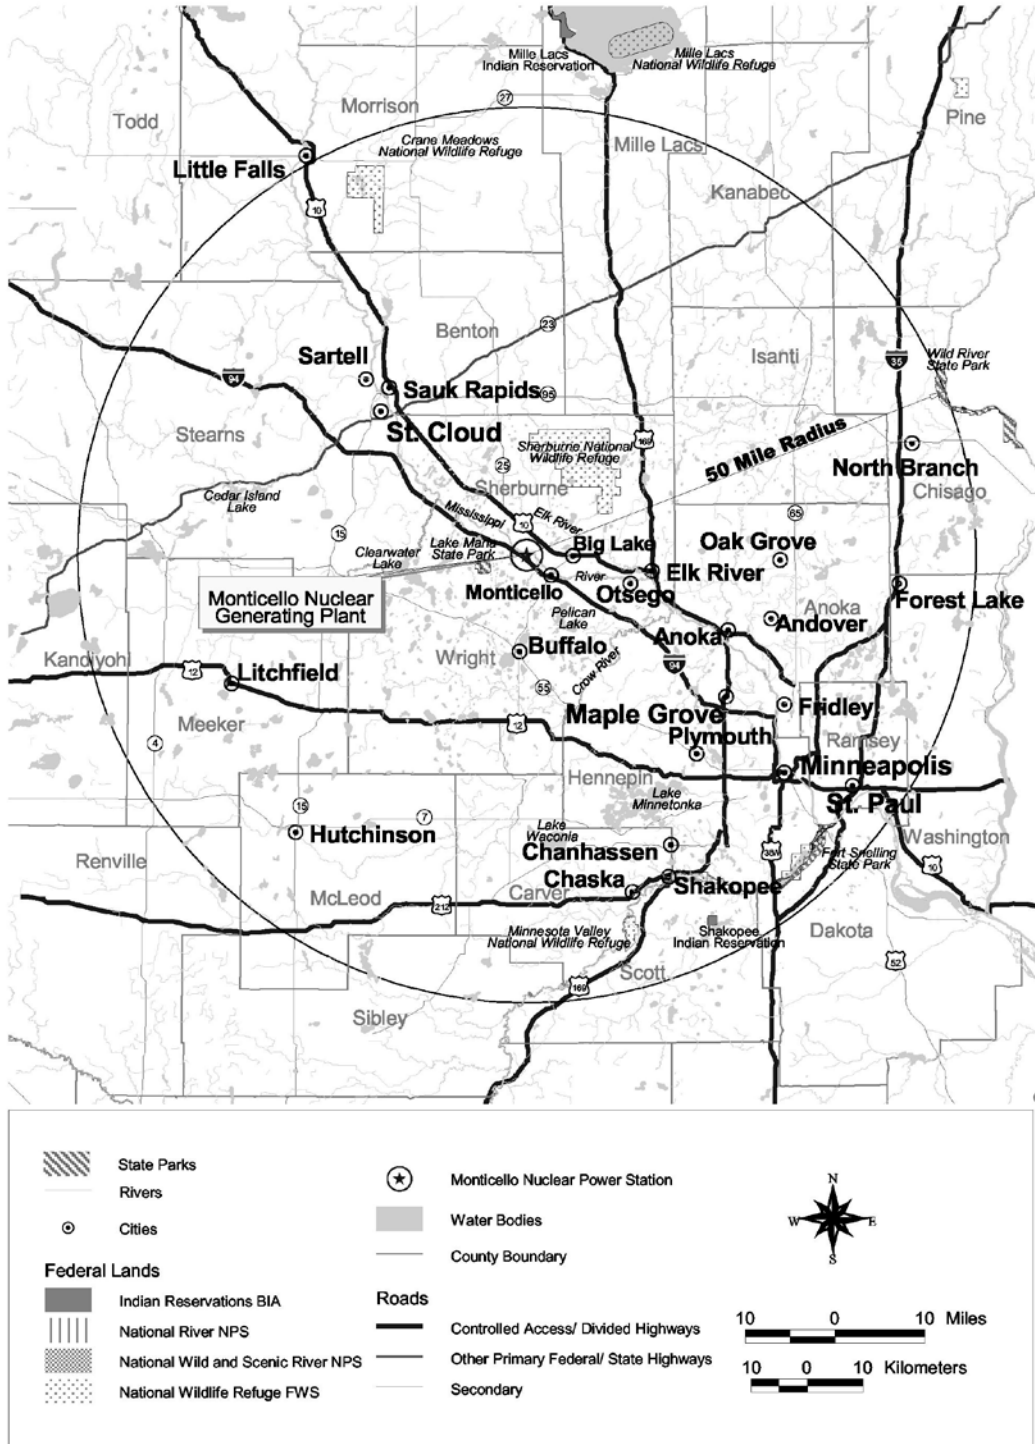 Mille Lacs
Indian Reservation
Mille Lacs
National Wildlife Refuge
27
Morrison
Todd
Pine
Crane Meadows
National Wildlife Refuge
Mille Lacs
Little Falls
Kanabec
10
23
Benton
Sartell
Isanti
35
Wild River
State Park
94
Sauk Rapids
95
St. Cloud
Stearns
169
50 Mile Radius
Sherburne National
Wildlife Refuge
North Branch
25
Sherburne
Chisago
Cedar Island
Lake
Mississippi
Elk River
65
10
15
Lake Maria
State Park
Big Lake
Oak Grove
Clearwater
Lake
River
Elk River
Monticello
Otsego
Forest Lake
Monticello Nuclear
Generating Plant
Pelican
Lake
Anoka
Andover
Anoka
Buffalo
Kandiyohi
Wright
Crow River
94
12
Litchfield
55
Maple Grove
Fridley
Meeker
12
Plymouth
Ramsey
4
Minneapolis
Hennepin
Lake
Minnetonka
St. Paul
15
7
Hutchinson
Lake
Waconia
Washington
Chanhassen
35W
Fort Snelling
State Park
Renville
10
Chaska
Shakopee
McLeod
Carver
212
Minnesota Valley
National Wildlife Refuge
Shakopee
Indian Reservation
Dakota
52
Scott
169
Sibley
State Parks
Rivers
Cities
Federal Lands
Indian Reservations BIA
National River NPS
National Wild and Scenic River NPS
National Wildlife Refuge FWS
Monticello Nuclear Power Station
Water Bodies
County Boundary
Roads
Controlled Access/ Divided Highways
Other Primary Federal/ State Highways
Secondary
N
W
E
S
10 0 10 Miles
10 0 10 Kilometers